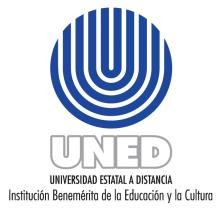 UNED
UNIVERSIDAD ESTATAL A DISTANCIA
Institución Benemérita de la Educación y la Cultura